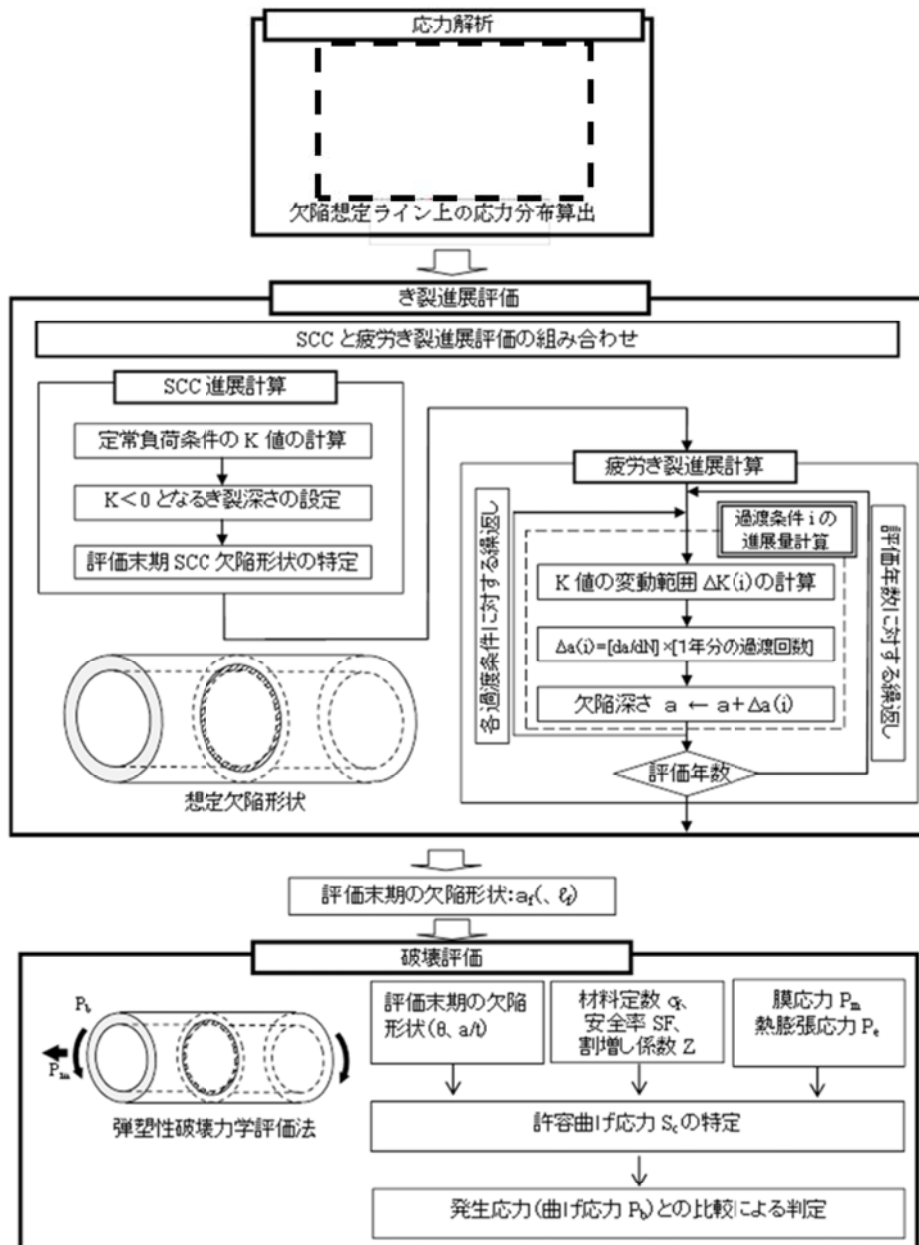 応力解析
欠陥想定ライン上の応力分布算出
き裂進展評価
SCCと疲労き裂進展評価の組み合わせ
SCC進展計算
定常負荷条件のK値の計算
K<0となるき裂深さの設定
評価末期SCC欠陥形状の特定
想定欠陥形状
疲労き裂進展計算
各過渡条件に対する繰返し
過渡条件iの
進展量計算
K値の変動範囲 ΔK(i)の計算
Δa(i)=[da/dN]×[1年分の過渡回数]
欠陥深さ a ← a+Δa(i)
評価年数に対する繰返し
評価年数
評価末期の欠陥形状:af(、ℓf)
破壊評価
Pb
Pm
弾塑性破壊力学評価法
評価末期の欠陥
形状(θ、a/t)
材料定数σf、
安全率SF、
割増し係数Z
膜応力Pm
熱膨張応力Pe
許容曲げ応力Scの特定
発生応力(曲げ応力Pb)との比較による判定